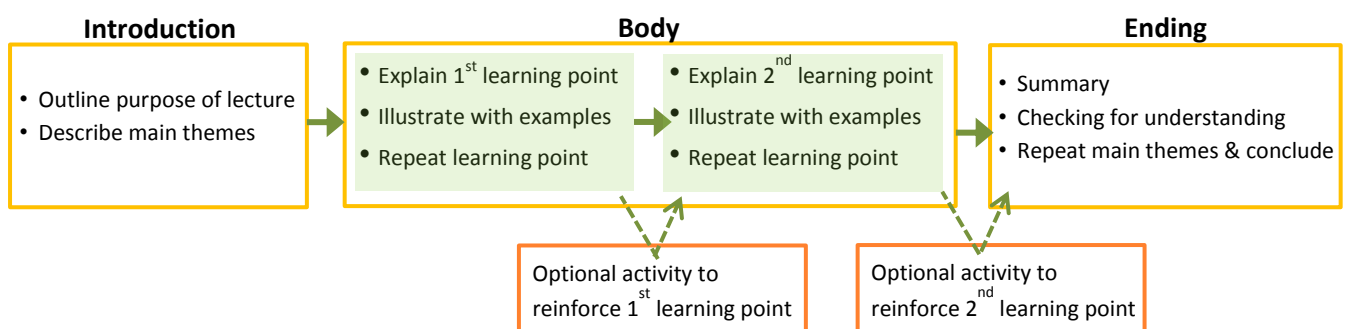 Introduction
• Outline purpose of lecture
• Describe main themes
Body
• Explain 1st learning point
• Illustrate with examples
• Repeat learning point
• Explain 2nd learning point
• Illustrate with examples
• Repeat learning point
Ending
• Summary
• Checking for understanding
• Repeat main themes & conclude
Optional activity to
reinforce 1st learning point
Optional activity to
reinforce 2nd learning point